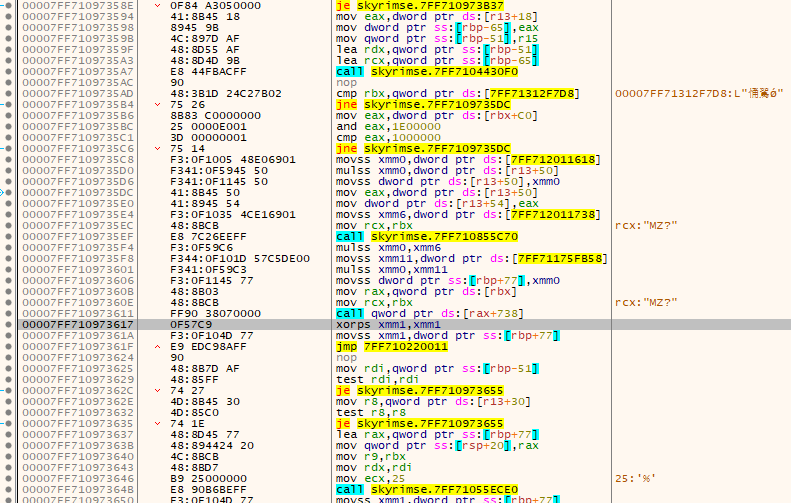 00007FF71097358E 0F84 A3050000 je skyrimse.7FF710973B37
00007FF710973594 41:8B45 18 mov eax,dword ptr ds:[r13+18]
00007FF710973598 8945 9B mov dword ptr ss:[rbp-65],eax
00007FF71097359B 4C:897D AF mov qword ptr ss:[rbp-51],r15
00007FF71097359F 48:8D55 AF lea rdx,qword ptr ss:[rbp-51]
00007FF7109735A3 48:8D4D 9B lea rcx,qword ptr ss:[rbp-65]
00007FF7109735A7 E8 44FBACFF call skyrimse.7FF7104430F0
00007FF7109735AC 90 nop
00007FF7109735AD 48:3B1D 24C27B02 cmp rbx,qword ptr ds:[7FF71312F7D8] 00007FF71312F7D8:L"
00007FF7109735B4 75 26 jne skyrimse.7FF7109735DC
00007FF7109735B6 8B83 C0000000 mov eax,dword ptr ds:[rbx+C0]
00007FF7109735BC 25 0000E001 and eax,1E00000
00007FF7109735C1 3D 00000001 cmp eax,1000000
00007FF7109735C6 75 14 jne skyrimse.7FF7109735DC
00007FF7109735C8 F3:0F1005 48E06901 movss xmm0,dword ptr ds:[7FF712011618]
00007FF7109735D0 F341:0F5945 50 mulss xmm0,dword ptr ds:[r13+50]
00007FF7109735D6 F341:0F1145 50 movss dword ptr ds:[r13+50],xmm0
00007FF7109735DC 41:8B45 50 mov eax,dword ptr ds:[r13+50]
00007FF7109735E0 8945 54 mov dword ptr ds:[r13+54],eax
00007FF7109735E4 F3:0F1035 4CE16901 movss xmm6,dword ptr ds:[7FF712011738]
00007FF7109735EC 48:8BCB mov rcx,rbx rcx:"MZ?"
00007FF7109735EF E8 7C26EEFF call skyrimse.7FF710855C70
00007FF7109735F4 F3:0F59C6 mulss xmm0,xmm6
00007FF7109735F8 F344:0F101D 57C5DE00 movss xmm11,dword ptr ds:[7FF71175FB58]
00007FF710973601 F341:0F59C3 mulss xmm0,xmm11
00007FF710973606 F3:0F1145 77 movss dword ptr ss:[rbp+77],xmm0
00007FF71097360B 48:8B03 mov rax,qword ptr ds:[rbx]
00007FF71097360E 48:8BCB mov rcx,rbx rcx:"MZ?"
00007FF710973611 FF90 38070000 call qword ptr ds:[rax+738]
00007FF710973617 0F57C9 xorps xmm1,xmm1
00007FF71097361A F3:0F104D 77 movss xmm1,dword ptr ss:[rbp+77]
00007FF71097361F E9 EDC98AFF jmp 7FF710220011
00007FF710973624 90 nop
00007FF710973625 48:8B7D AF mov rdi,qword ptr ss:[rbp-51]
00007FF710973629 48:85FF test rdi,rdi
00007FF71097362C 74 27 je skyrimse.7FF710973655
00007FF71097362E 4D:8B45 30 mov r8,qword ptr ds:[r13+30]
00007FF710973632 4D:85C0 test r8,r8
00007FF710973635 74 1E je skyrimse.7FF710973655
00007FF710973637 48:8D45 77 lea rax,qword ptr ss:[rbp+77]
00007FF71097363B 48:894424 20 mov qword ptr ss:[rsp+20],rax
00007FF710973640 4C:8BCB mov r9,rbx
00007FF710973643 48:8BD7 mov rdx,rdi
00007FF710973646 B9 25000000 mov ecx,25 25:'%'
00007FF71097364B E8 90B6BEFF call skyrimse.7FF71055ECE0
00007FF710973650 F3:0F104D 77 movss xmm1,dword ptr ss:[rbp+77]